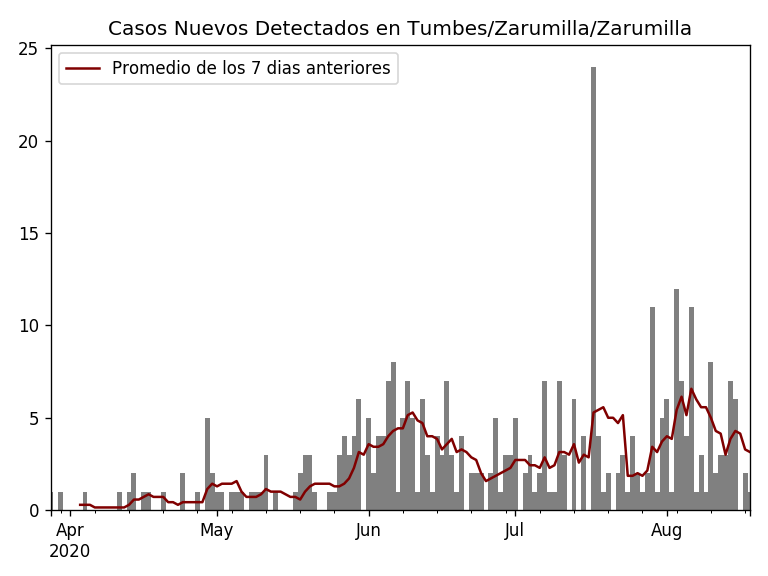 Casos Nuevos Detectados en Tumbes/Zarumilla/Zarumilla
Promedio de los 7 dias anteriores
25
20
15
10
5
0
Apr May Jun Jul Aug
2020